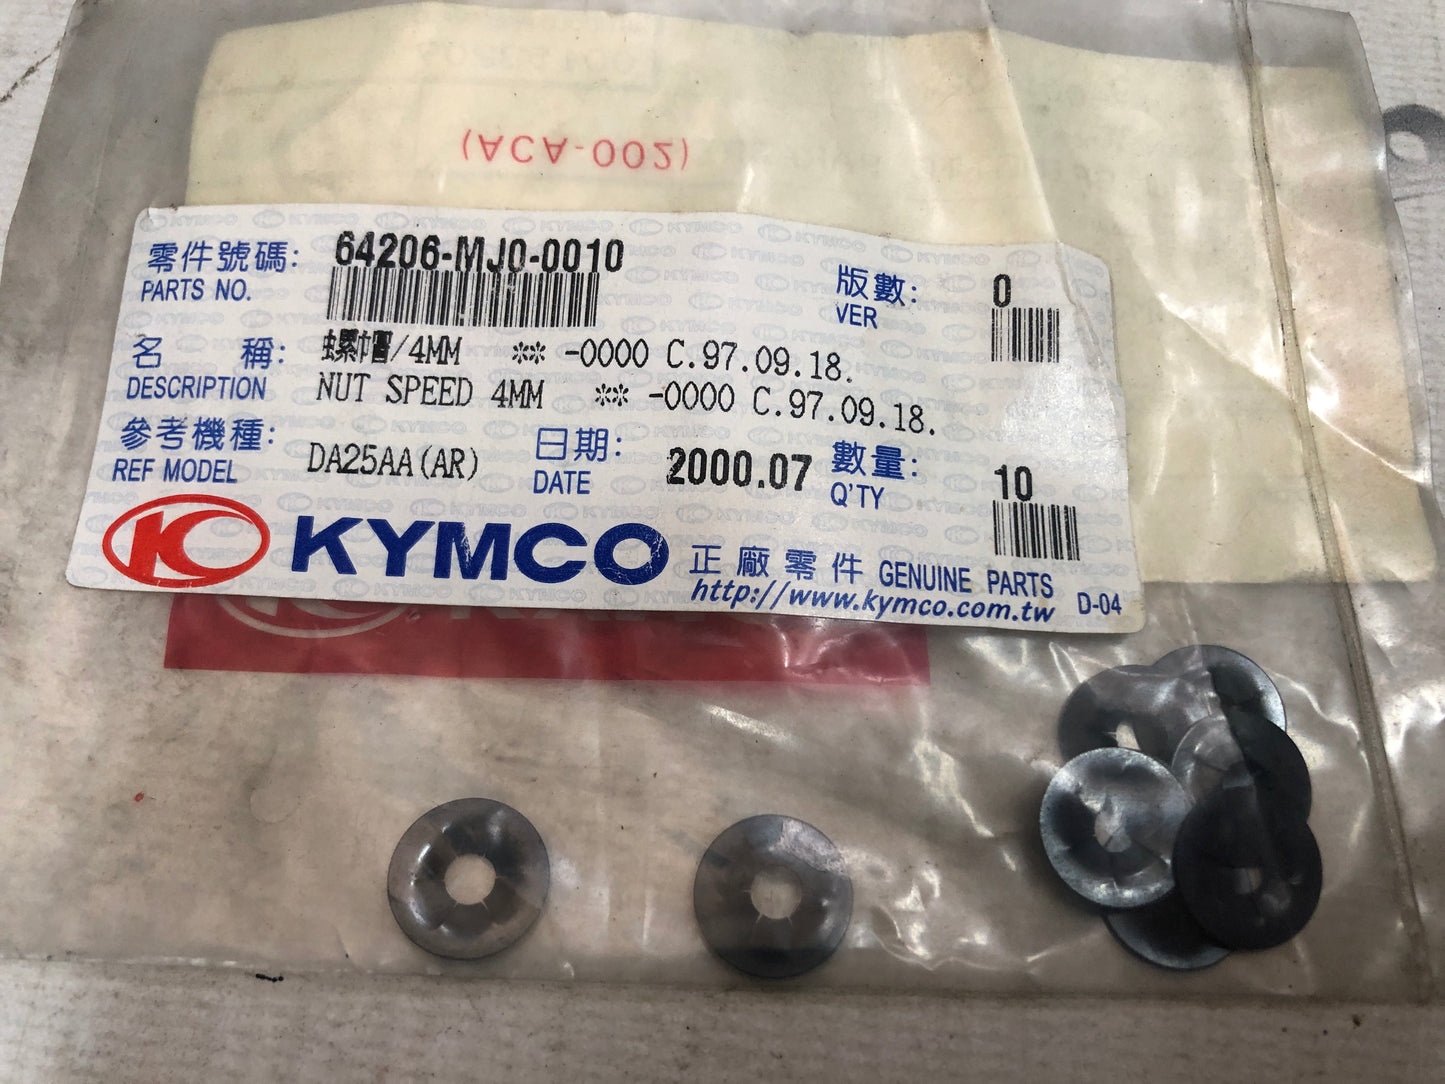 (ACA-002)
零件號碼: 64206-MJ0-0010 版數: 0
PARTS NO. VER
名 稱: 螺帽/4MM ** -0000 C.97.09.18.
DESCRIPTION NUT SPEED 4MM ** -0000 C.97.09.18.
參考機種: DA25AA(AR) 日期: 2000.07 數量: 10
REF MODEL DATE Q'TY
KYMCO 正廠零件 GENUINE PARTS
http://www.kymco.com.tw D-04